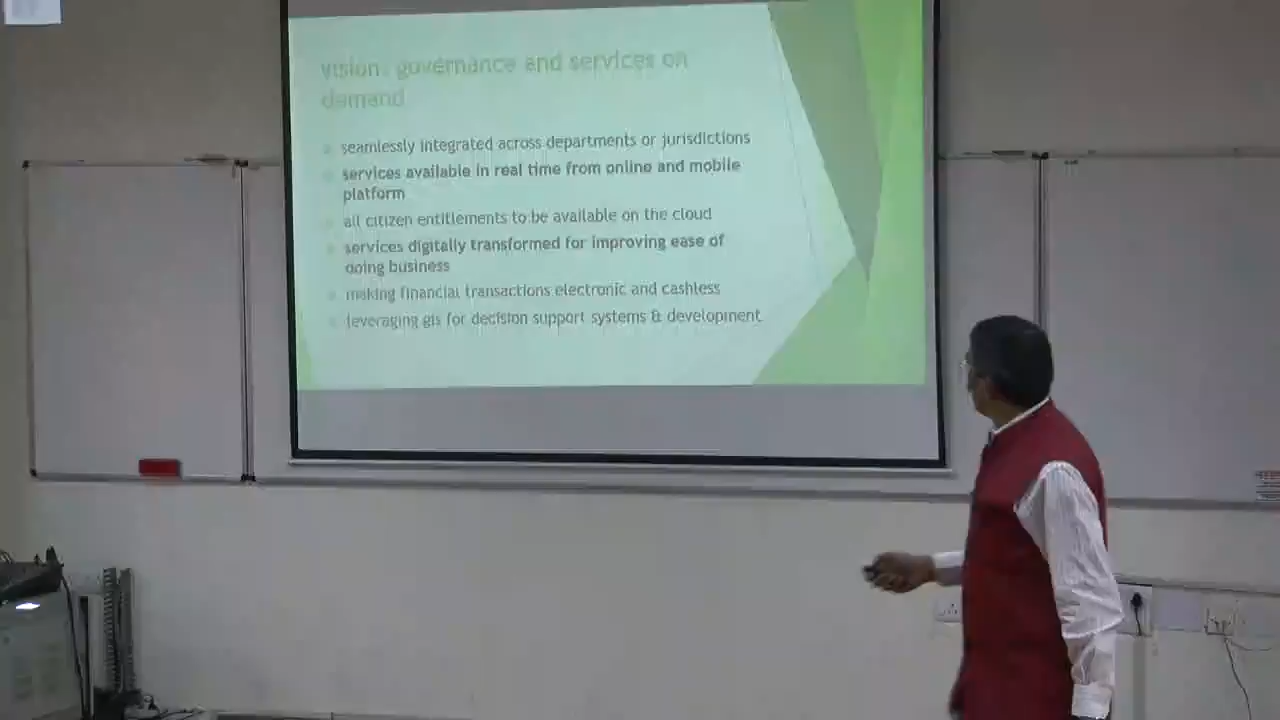 vision: governance and services on
demand
seamlessly integrated across departments or jurisdictions
services available in real time from online and mobile
platform
all citizen entitlements to be available on the cloud
services digitally transformed for improving ease of
doing business
making financial transactions electronic and cashless
leveraging gis for decision support systems & development